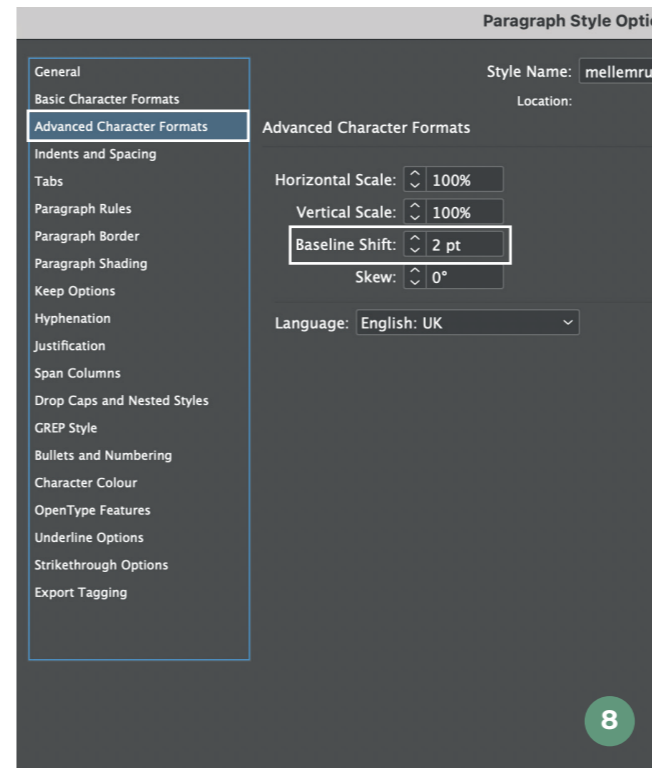 Paragraph Style Optio
Style Name: mellemru
Location:
General
Basic Character Formats
Advanced Character Formats
Indents and Spacing
Tabs
Paragraph Rules
Paragraph Border
Paragraph Shading
Keep Options
Hyphenation
Justification
Span Columns
Drop Caps and Nested Styles
GREP Style
Bullets and Numbering
Character Colour
OpenType Features
Underline Options
Strikethrough Options
Export Tagging
Advanced Character Formats
Horizontal Scale: 100%
Vertical Scale: 100%
Baseline Shift: 2 pt
Skew: 0°
Language: English: UK
8